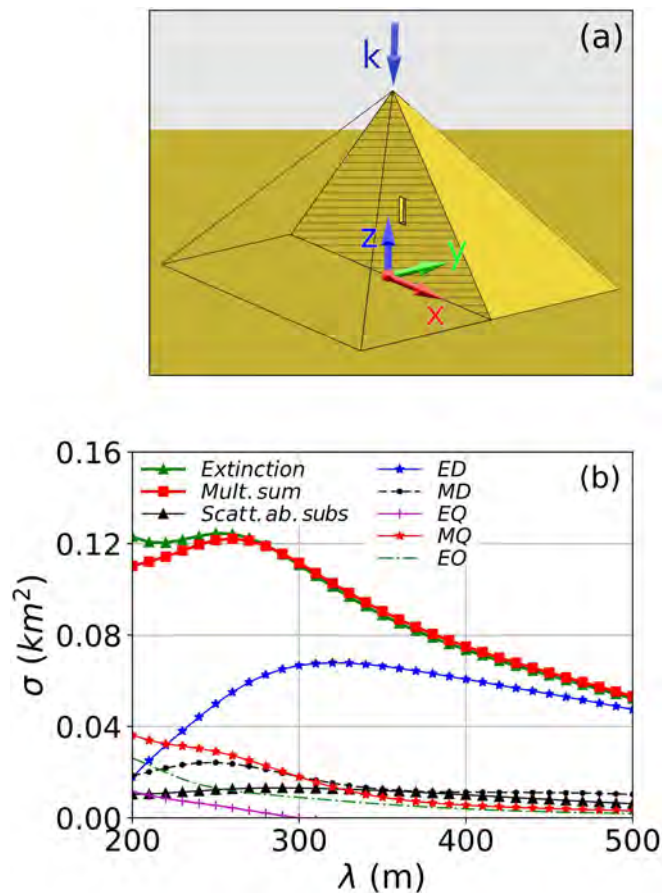 (a)
k
z
y
x
(b)
0.16
0.12
0.08
0.04
0.00
σ (km²)
Extinction
Mult. sum
Scatt. ab. subs
ED
MD
EQ
MQ
EO
200 300 400 500
λ (m)